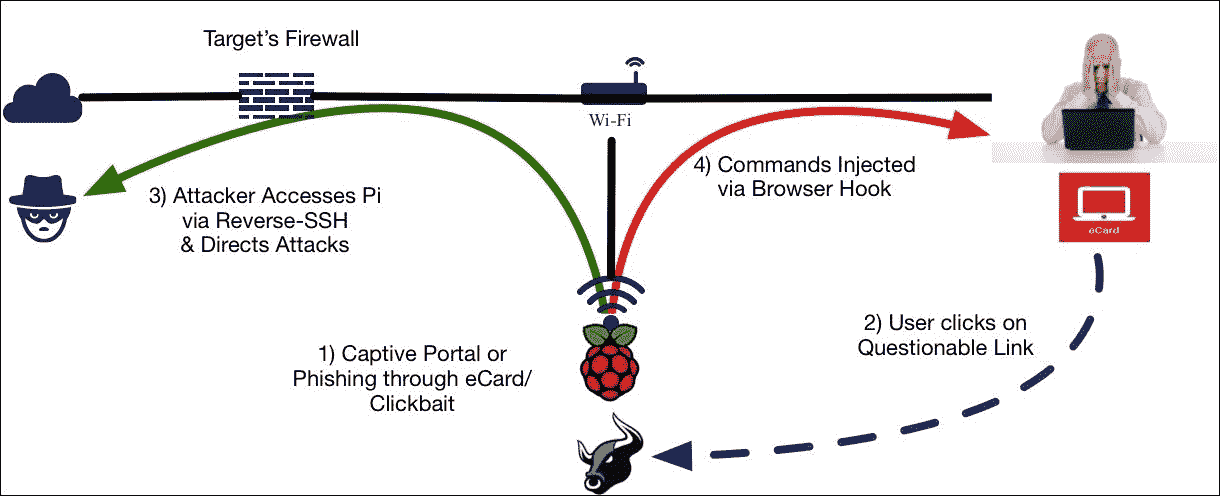 Target's Firewall
Wi-Fi
3) Attacker Accesses Pi
via Reverse-SSH
& Directs Attacks
4) Commands Injected
via Browser Hook
eCard
1) Captive Portal or
Phishing through eCard/
Clickbait
2) User clicks on
Questionable Link